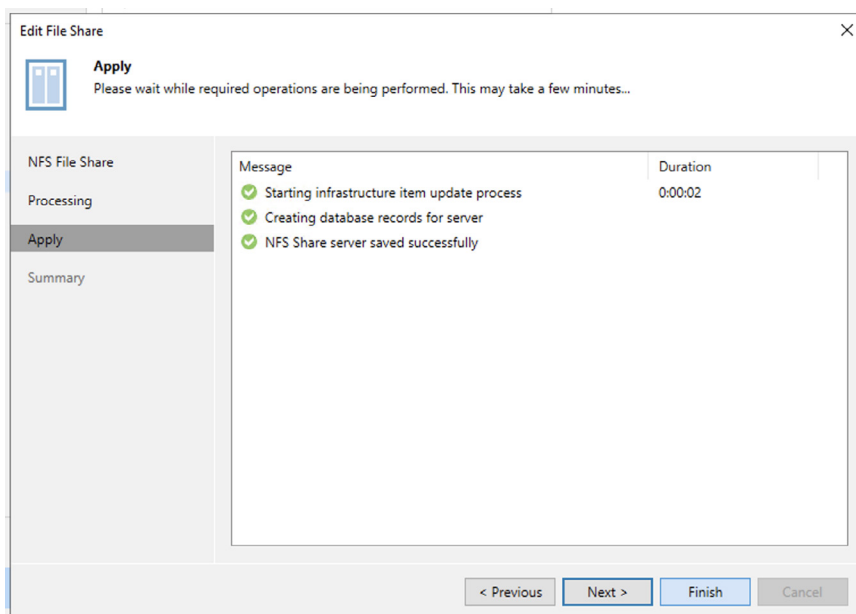 Edit File Share
Apply
Please wait while required operations are being performed. This may take a few minutes...
NFS File Share
Processing
Apply
Summary
Message Duration
Starting infrastructure item update process 0:00:02
Creating database records for server
NFS Share server saved successfully
< Previous Next > Finish Cancel